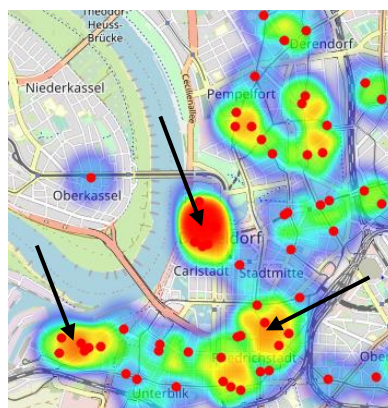 Theodor-
Heuss-
Brücke
Derendorf
Niederkassel
Cecilienallee
Pempelfort
Oberkassel
dorf
Carlstadt
Stadtmitte
Friedrichstadt
Ober
Unterbilk